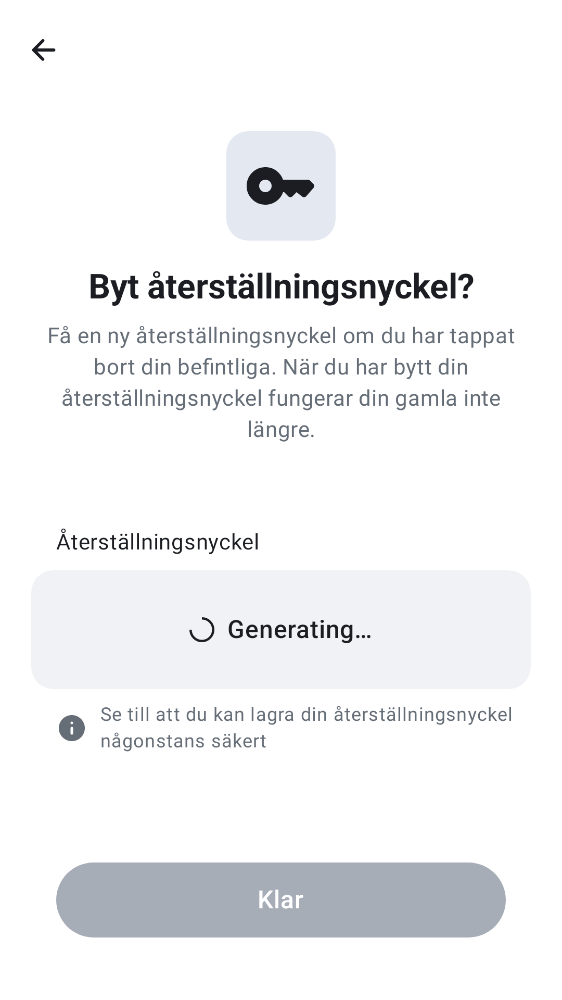 Byt återställningsnyckel?
Få en ny återställningsnyckel om du har tappat
bort din befintliga. När du har bytt din
återställningsnyckel fungerar din gamla inte
längre.
Återställningsnyckel
Generating…
Se till att du kan lagra din återställningsnyckel
någonstans säkert
Klar